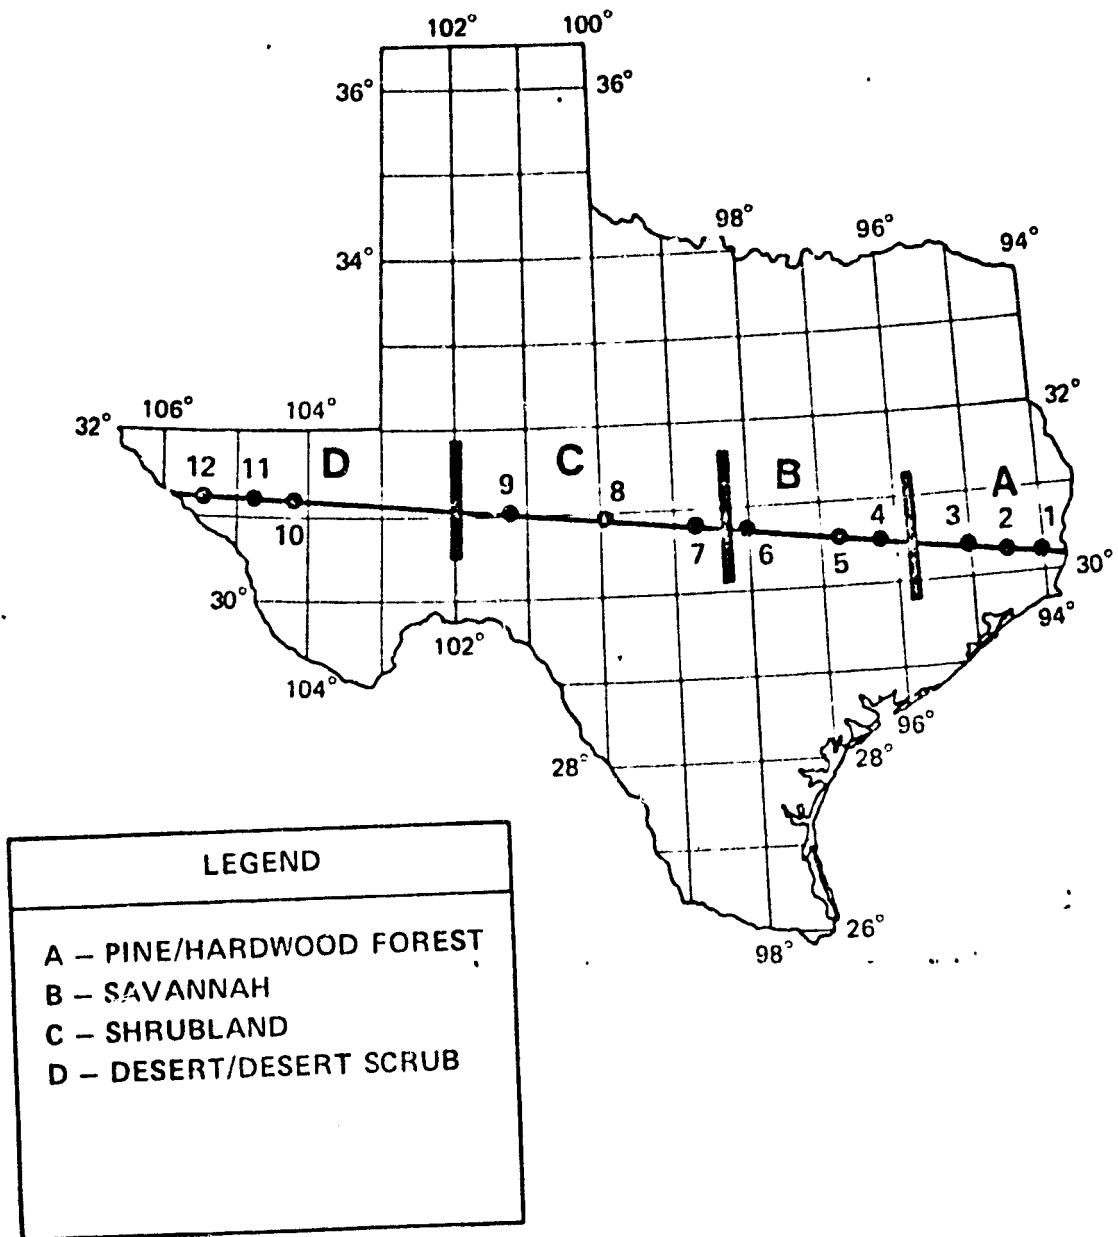 102° 100°
36° 36°
98° 96° 94°
34°
32° 106° 104° 32°
D C B A
12 11 9 8 4 3 2 1
10 7 6 5
30° 30°
94°
102°
104°
96°
28° 28°
98° 26°
LEGEND
A – PINE/HARDWOOD FOREST
B – SAVANNAH
C – SHRUBLAND
D – DESERT/DESERT SCRUB